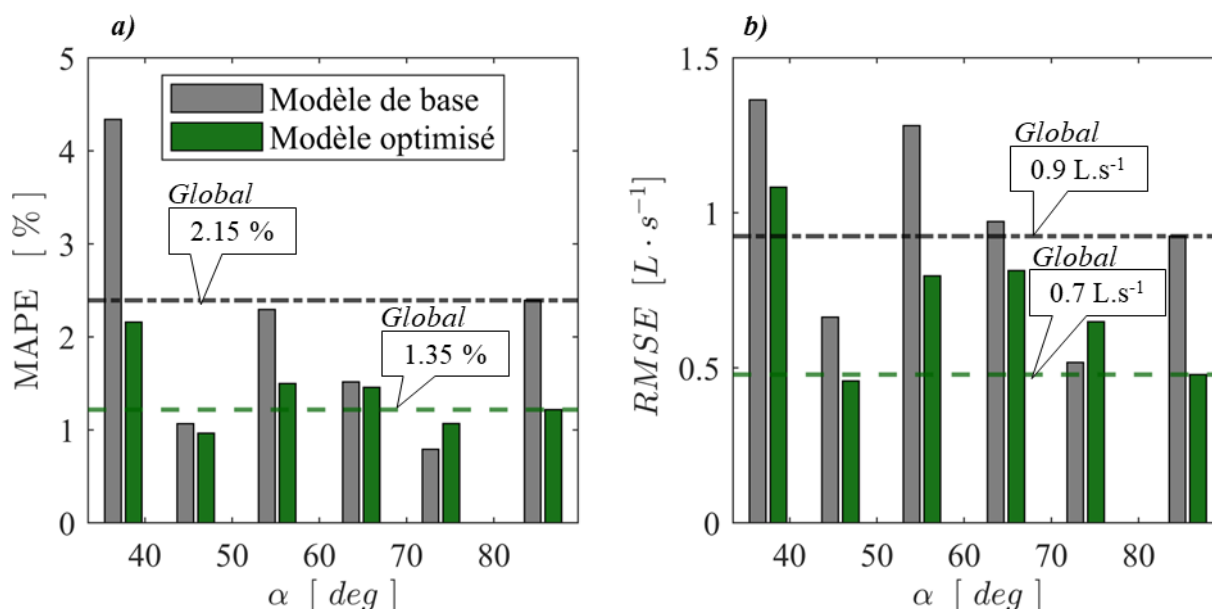 a)
5
4
3
2
1
0
MAPE [ % ]
Modèle de base
Modèle optimisé
Global
2.15 %
Global
1.35 %
40 50 60 70 80
α [ deg ]
b)
1.5
1
0.5
0
RMSE [L · s⁻¹]
Global
0.9 L.s⁻¹
Global
0.7 L.s⁻¹
40 50 60 70 80
α [ deg ]